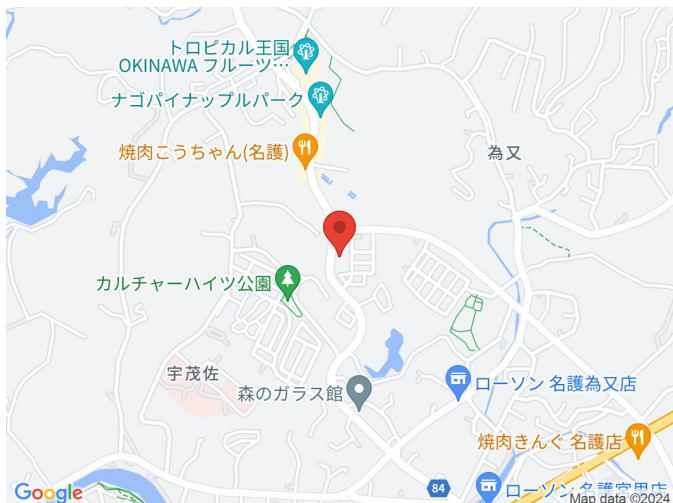 トロピカル王国
OKINAWA フルーツ…
ナゴパイナップルパーク
焼肉こうちゃん(名護)
為又
カルチャーハイツ公園
宇茂佐
森のガラス館
ローソン 名護為又店
焼肉きんぐ 名護店
84
ローソン 名護宮里店
Google
Map data ©2024